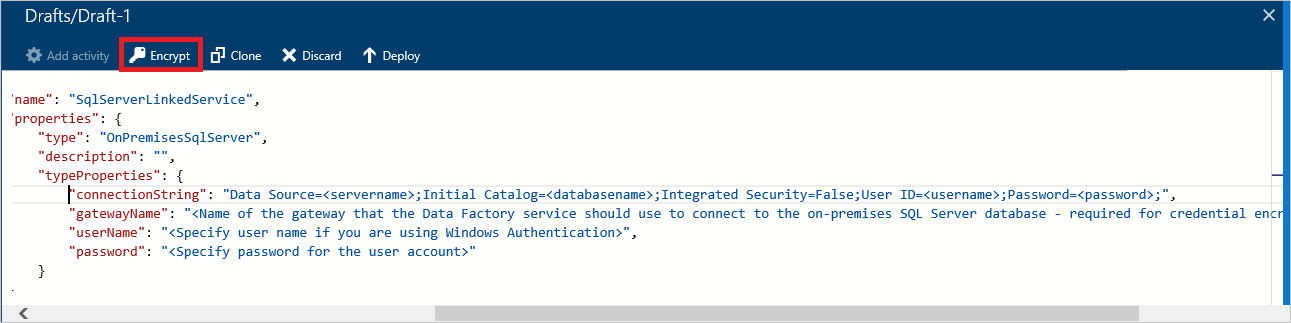 Drafts/Draft-1
Add activity Encrypt Clone Discard Deploy
'name": "SqlServerLinkedService",
'properties": {
"type": "OnPremisesSqlServer",
"description": "",
"typeProperties": {
"connectionString": "Data Source=<servername>;Initial Catalog=<databasename>;Integrated Security=False;User ID=<username>;Password=<password>;",
"gatewayName": "<Name of the gateway that the Data Factory service should use to connect to the on-premises SQL Server database - required for credential encr
"userName": "<Specify user name if you are using Windows Authentication>",
"password": "<Specify password for the user account>"
}